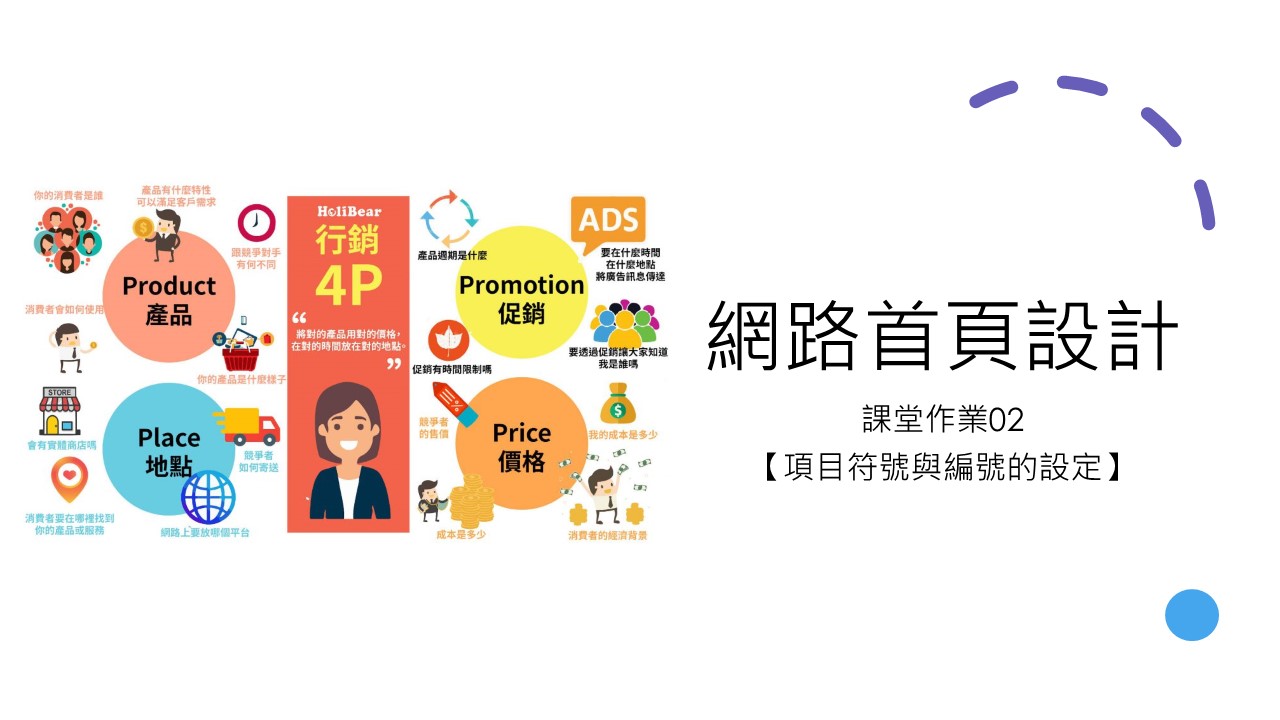 你的消費者是誰
產品有什麼特性
可以滿足客戶需求
跟競爭對手
有何不同
Product
產品
消費者會如何使用
你的產品是什麼樣子
STORE
會有實體商店嗎
Place
地點
競爭者
如何寄送
消費者要在哪裡找到
你的產品或服務
網路上要放哪個平台
HoliBear
行銷
4P
“
將對的產品用對的價格，
在對的時間放在對的地點。
”
產品週期是什麼
ADS
要在什麼時間
在什麼地點
將廣告訊息傳達
Promotion
促銷
要透過促銷讓大家知道
我是誰嗎
促銷有時間限制嗎
競爭者
的售價
Price
價格
$
我的成本是多少
成本是多少
消費者的經濟背景
網路首頁設計
課堂作業02
【項目符號與編號的設定】